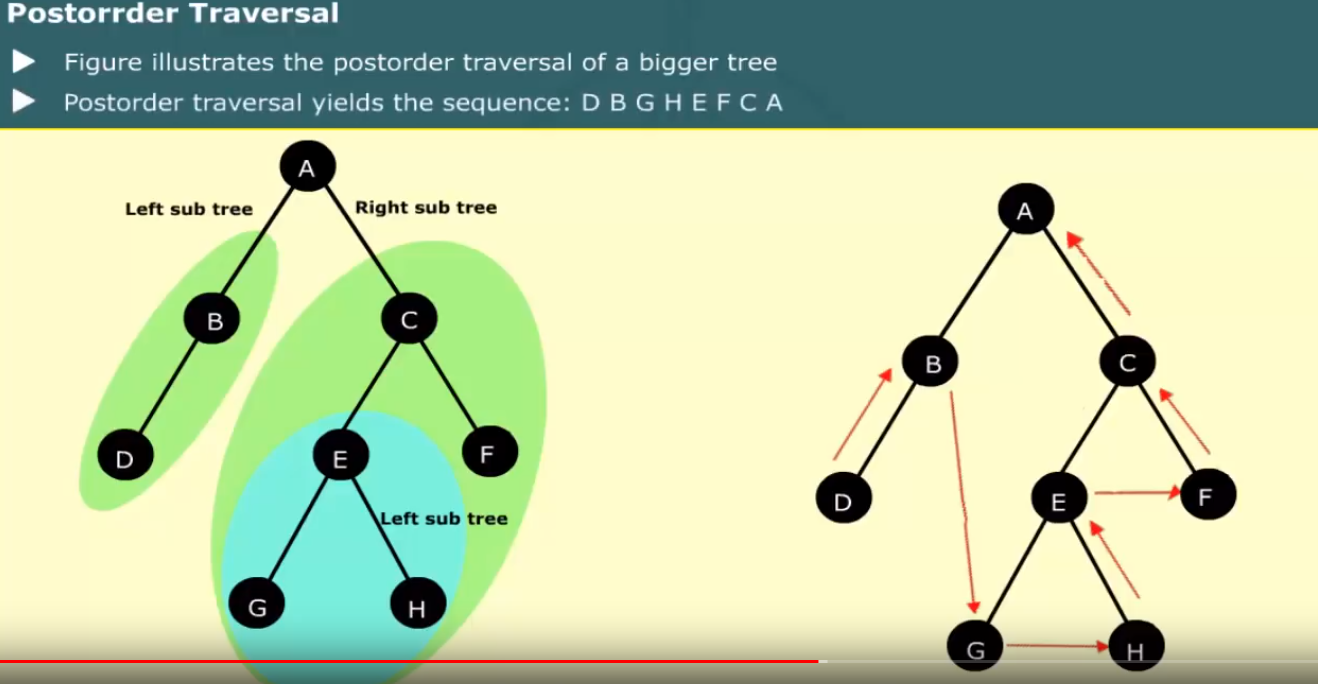 Postorrder Traversal
Figure illustrates the postorder traversal of a bigger tree
Postorder traversal yields the sequence: D B G H E F C A
A
Left sub tree
Right sub tree
B
C
D
E
F
Left sub tree
G
H
A
B
C
D
E
F
G
H